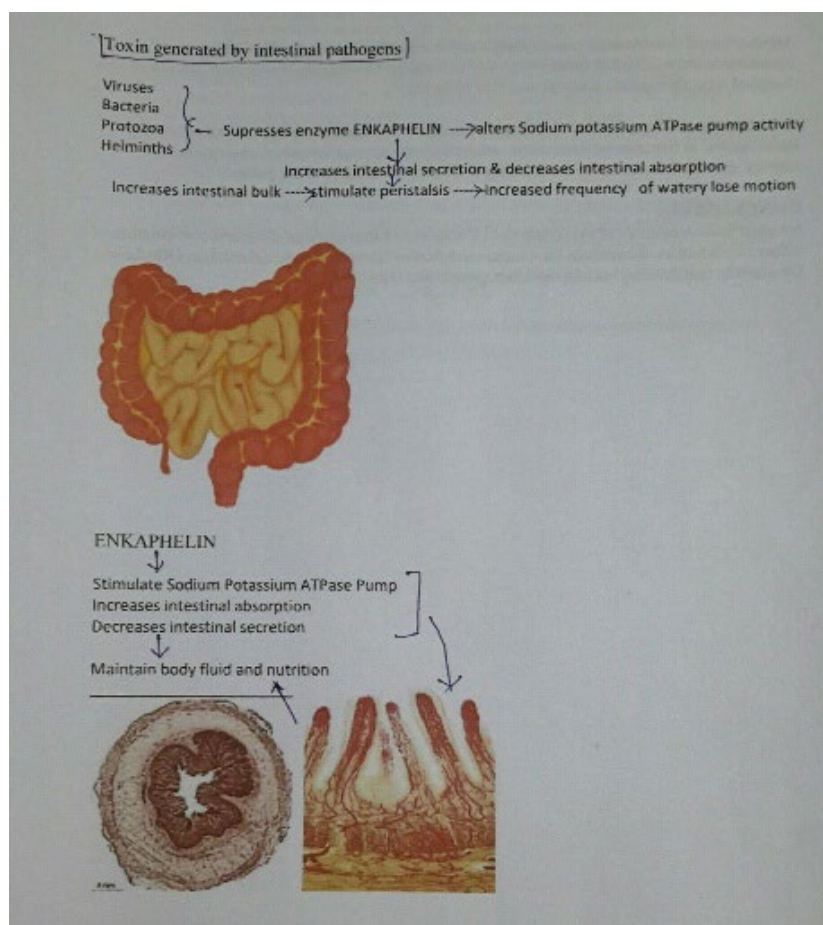 [Toxin generated by intestinal pathogens]
Viruses
Bacteria
Protozoa
Helminths
Supresses enzyme ENKAPHELIN --->alters Sodium potassium ATPase pump activity
Increases intestinal secretion & decreases intestinal absorption
Increases intestinal bulk ---->stimulate peristalsis ---->increased frequency of watery lose motion
ENKAPHELIN
Stimulate Sodium Potassium ATPase Pump
Increases intestinal absorption
Decreases intestinal secretion
Maintain body fluid and nutrition